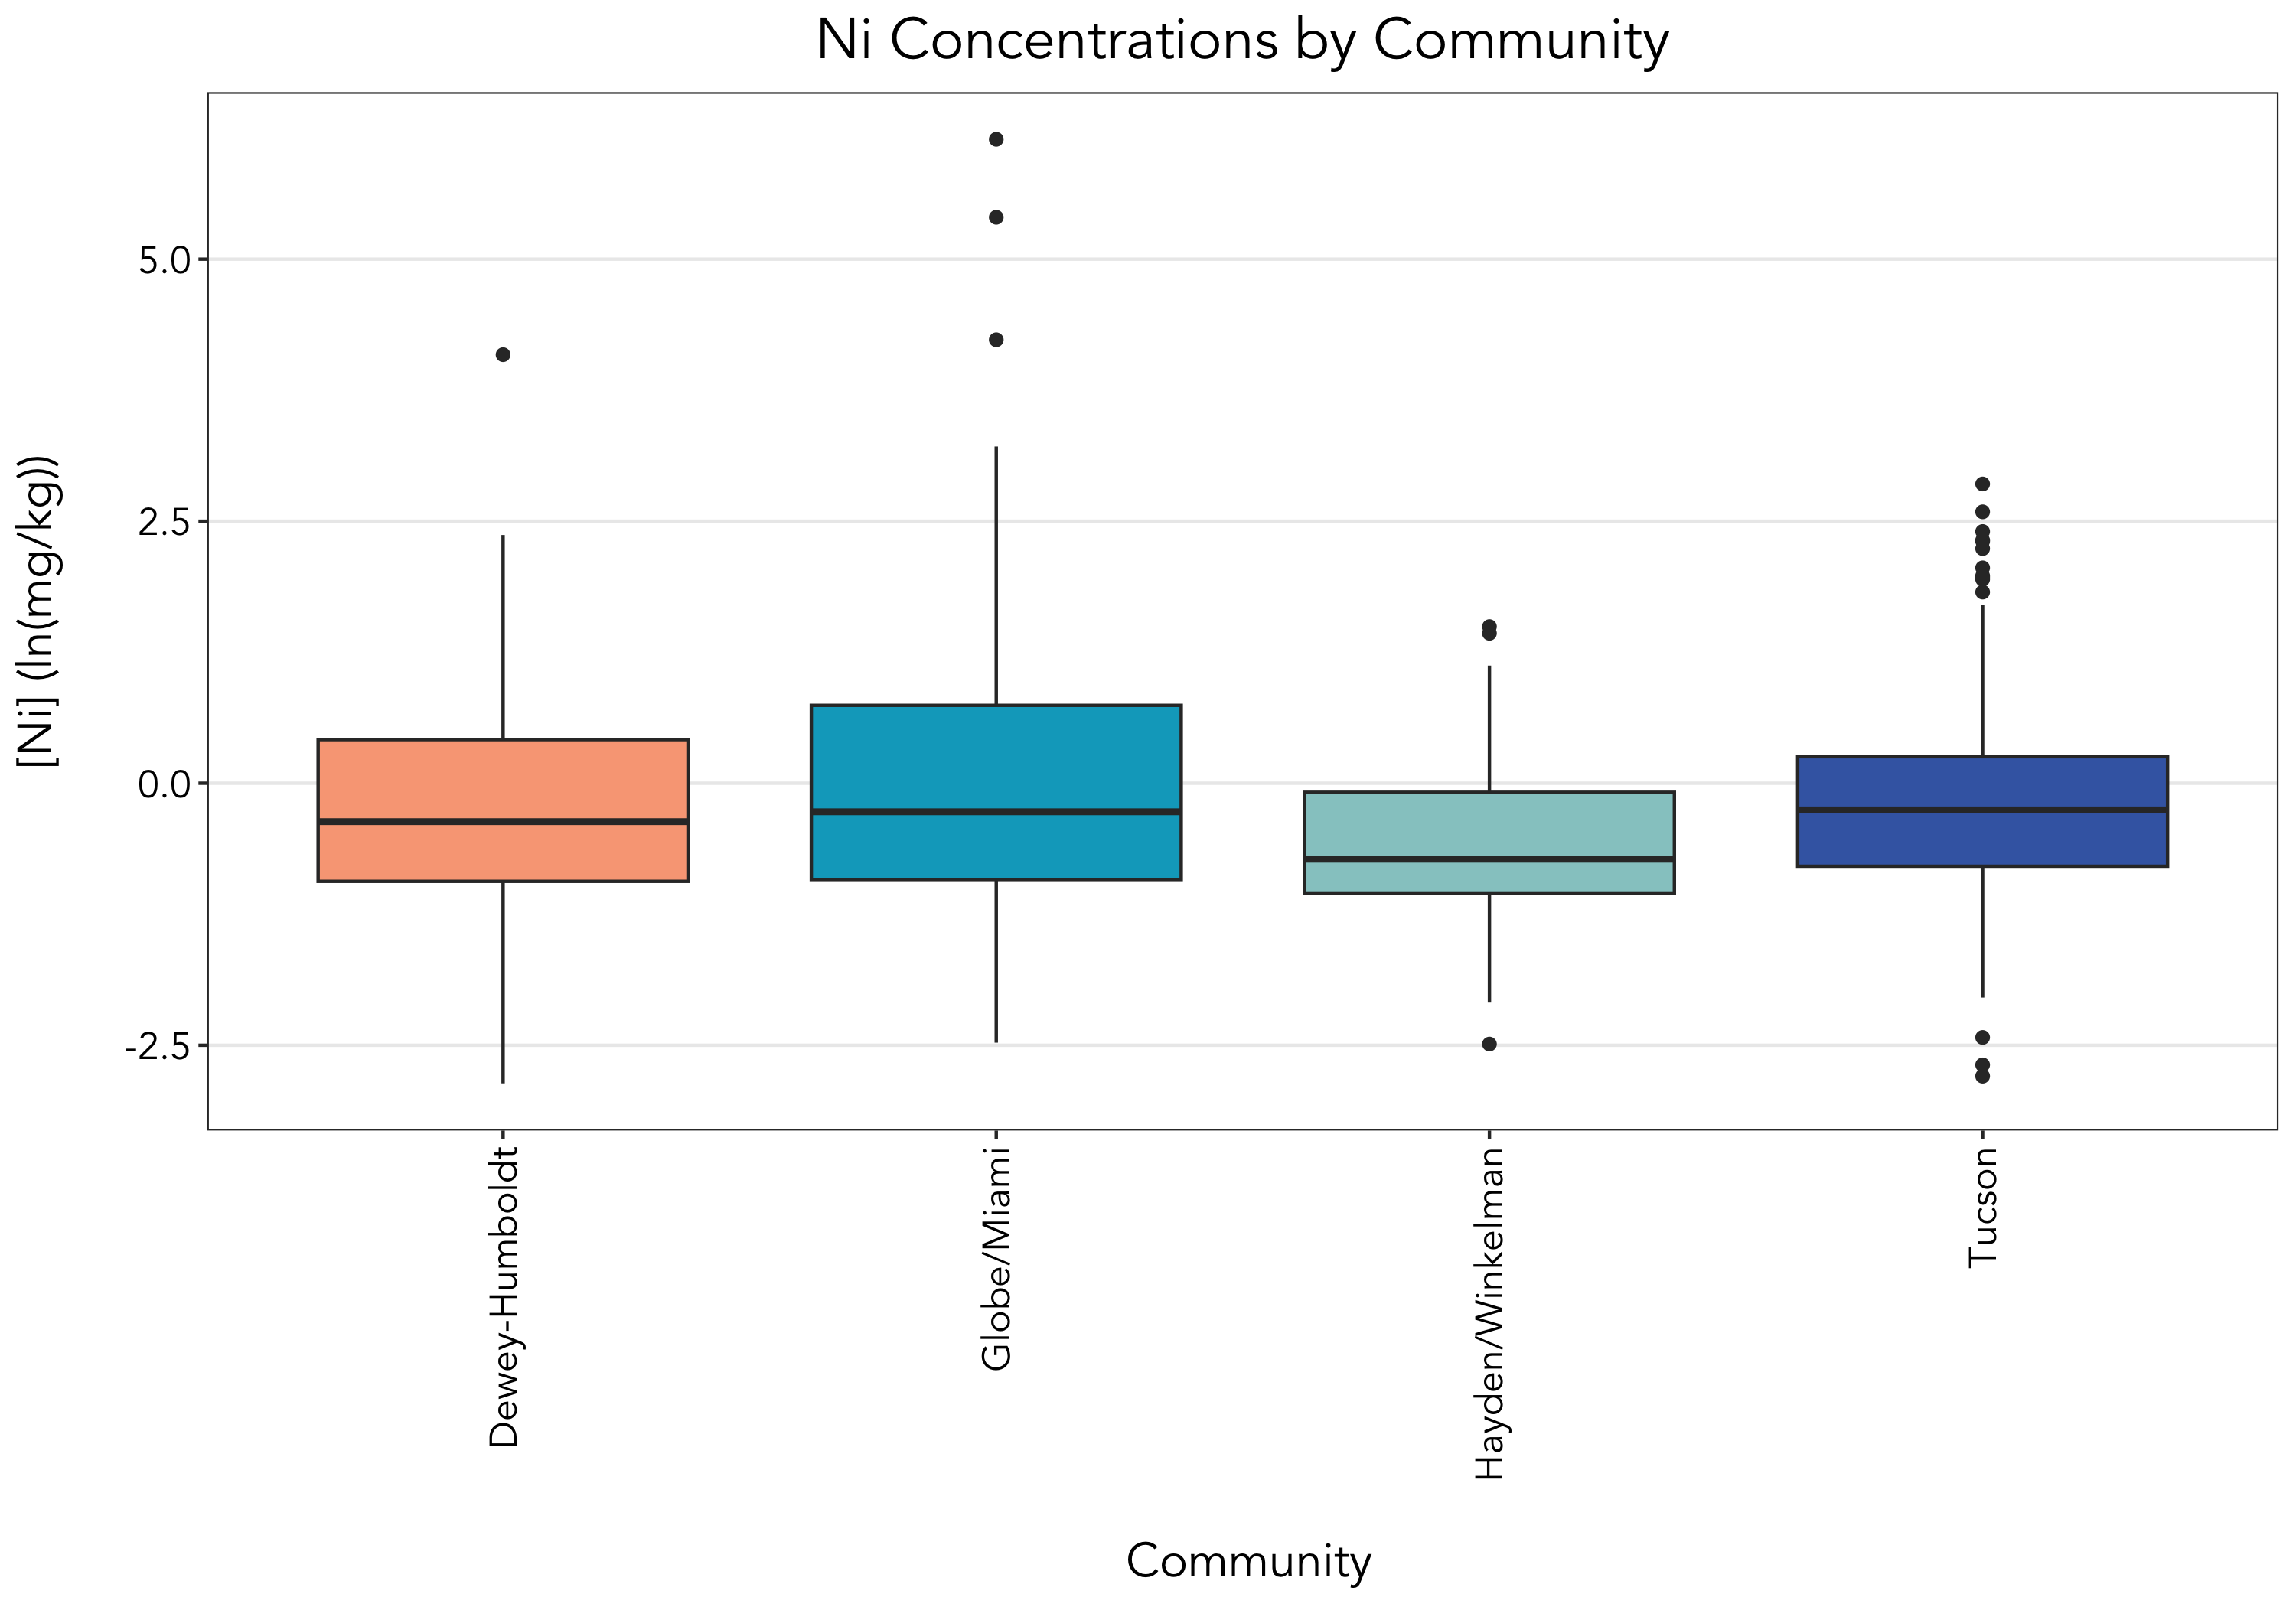 Ni Concentrations by Community
[[Ni] (ln(mg/kg))
5.0
2.5
0.0
-2.5
Dewey-Humboldt
Globe/Miami
Hayden/Winkelman
Tucson
Community